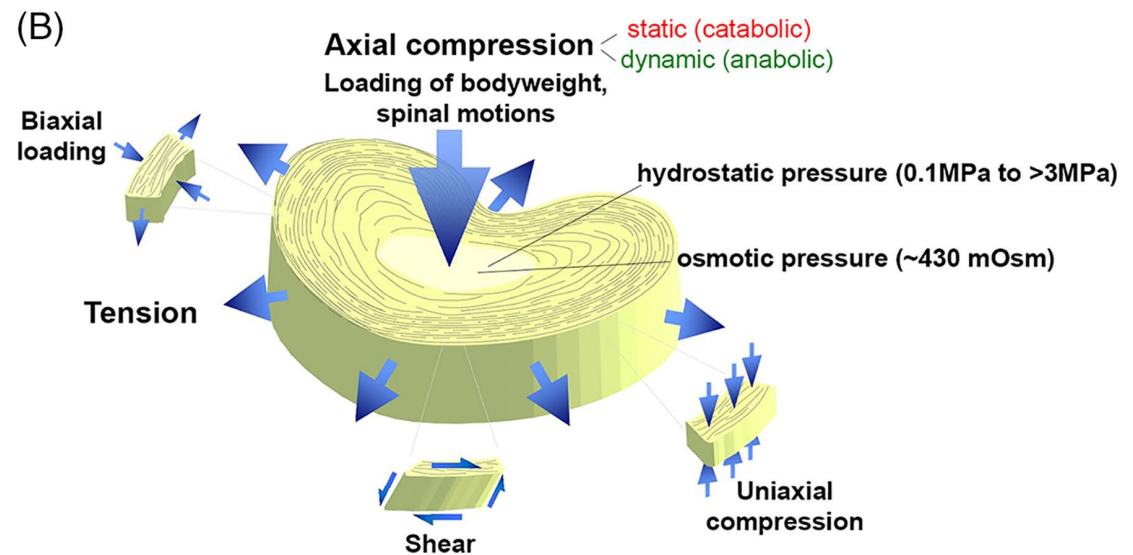 (B)
Axial compression
static (catabolic)
dynamic (anabolic)
Loading of bodyweight,
spinal motions
Biaxial
loading
hydrostatic pressure (0.1MPa to >3MPa)
osmotic pressure (~430 mOsm)
Tension
Uniaxial
compression
Shear